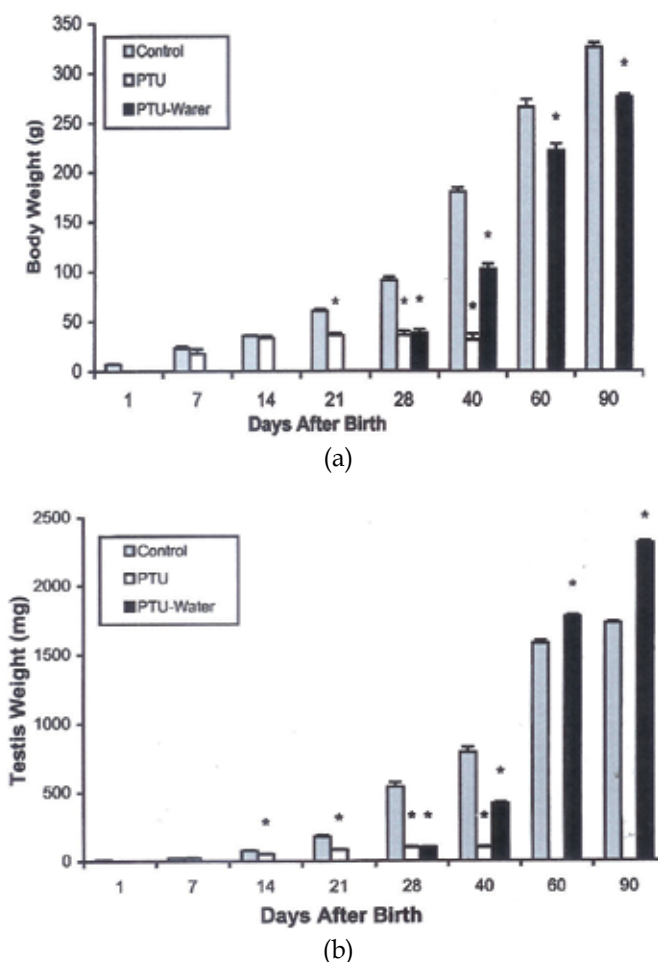 350
300
250
200
150
100
50
0
Body Weight (g)
Control
PTU
PTU-Warer
*
* *
*
*
*
*
1 7 14 21 28 40 60 90
Days After Birth
(a)
2500
2000
1500
1000
500
0
Testis Weight (mg)
Control
PTU
PTU-Water
*
*
* *
*
*
*
*
1 7 14 21 28 40 60 90
Days After Birth
(b)